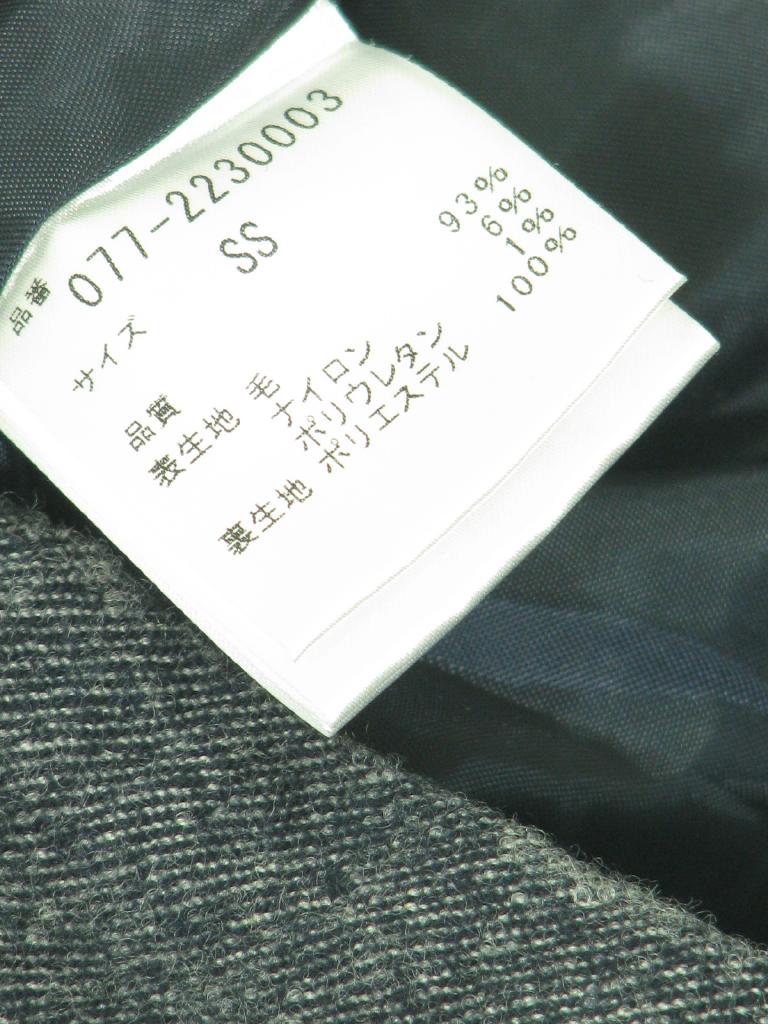 品番 077-2230003
サイズ SS
品質
表生地 毛 93%
ナイロン 6%
ポリウレタン 1%
裏生地 ポリエステル 100%